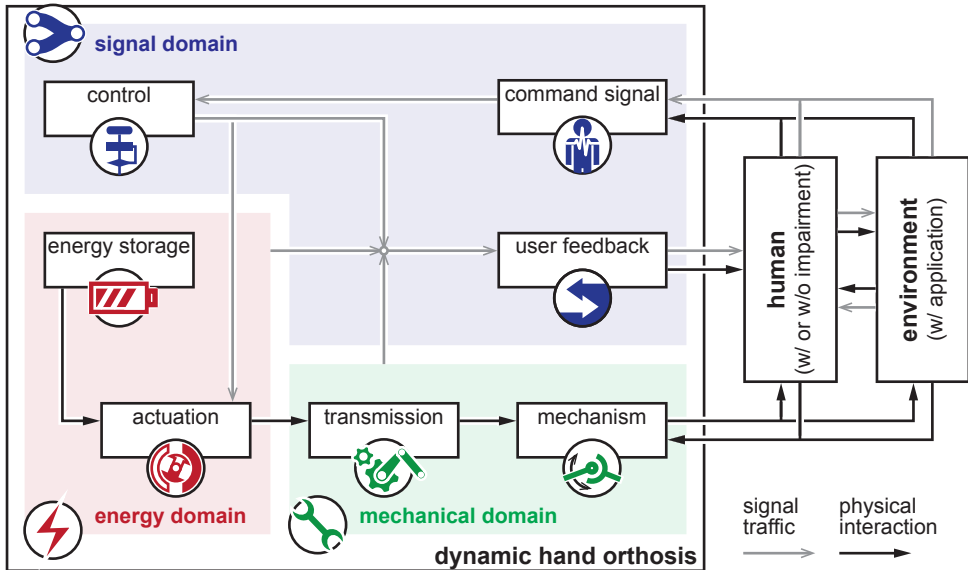 signal domain
control
command signal
energy storage
user feedback
human
(w/ or w/o impairment)
environment
(w/ application)
actuation
transmission
mechanism
energy domain
mechanical domain
dynamic hand orthosis
signal
traffic
physical
interaction